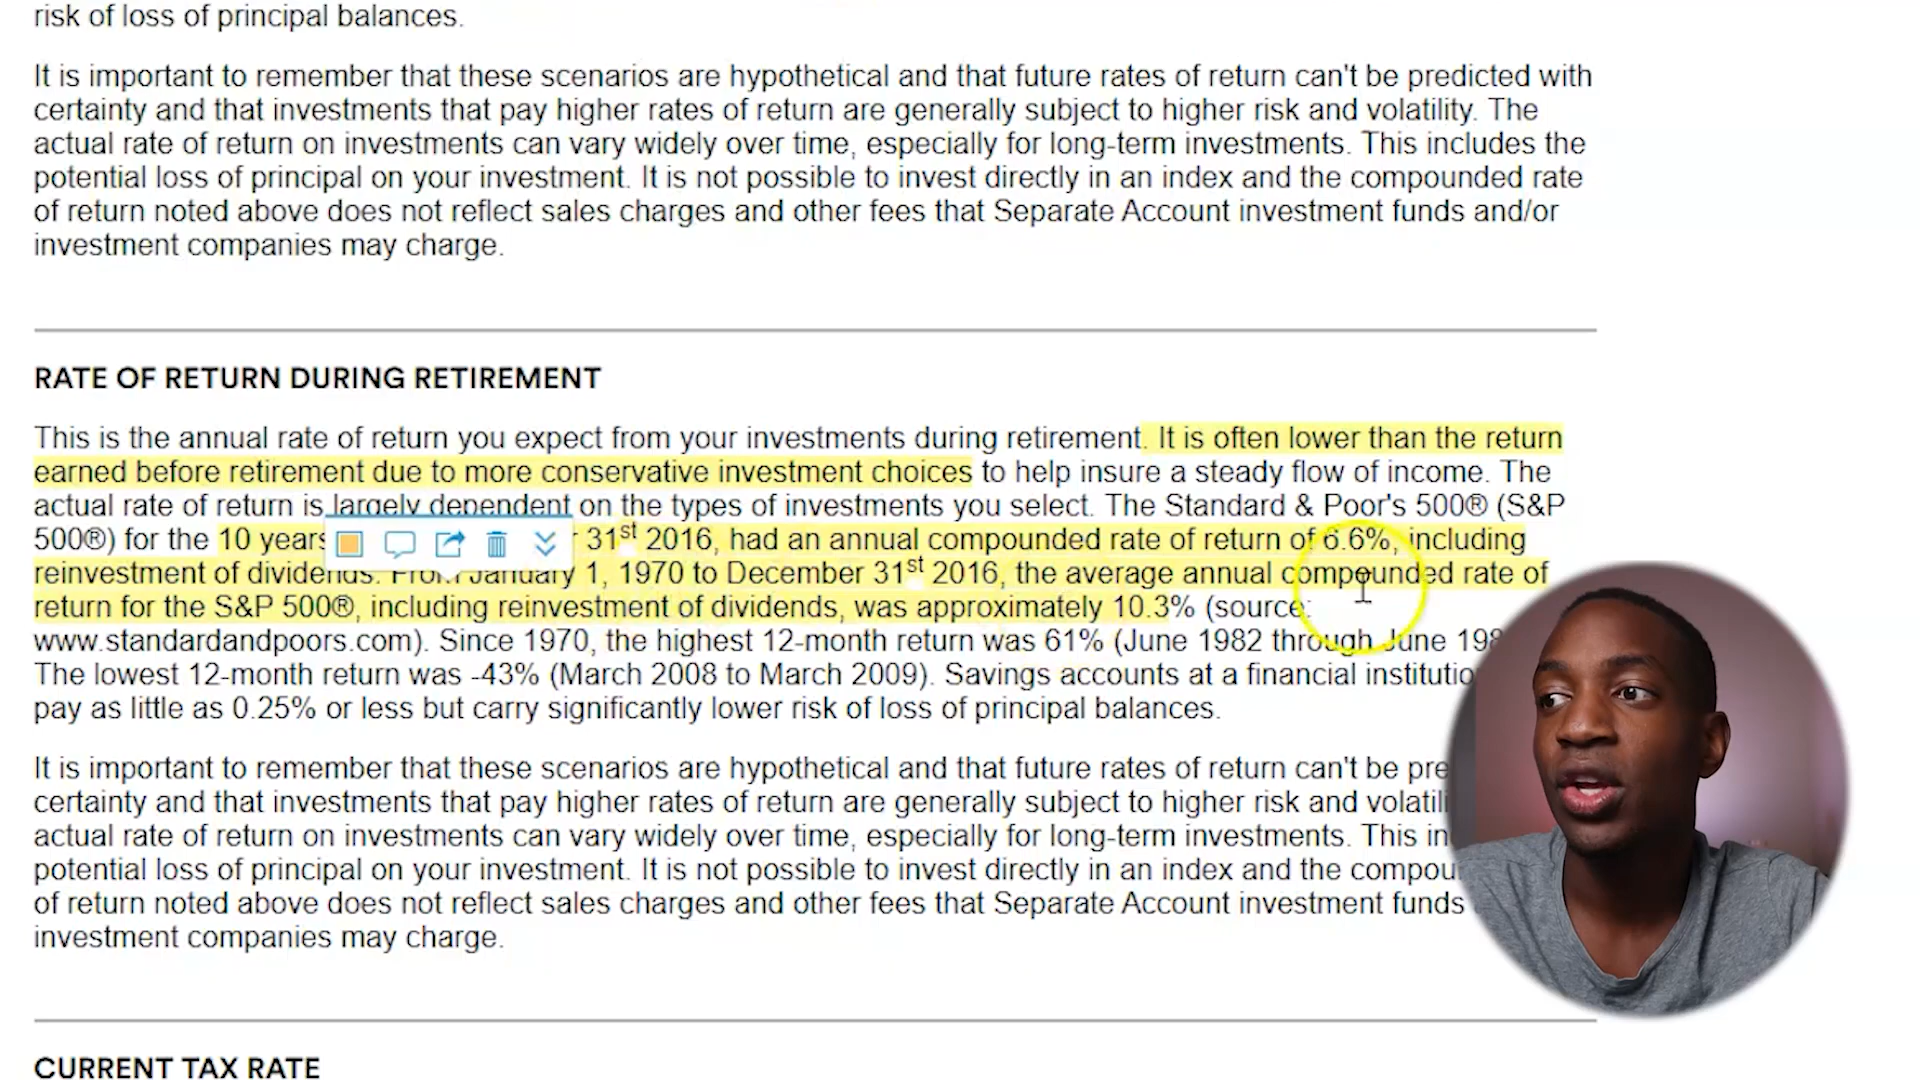 risk of loss of principal balances.
It is important to remember that these scenarios are hypothetical and that future rates of return can't be predicted with
certainty and that investments that pay higher rates of return are generally subject to higher risk and volatility. The
actual rate of return on investments can vary widely over time, especially for long-term investments. This includes the
potential loss of principal on your investment. It is not possible to invest directly in an index and the compounded rate
of return noted above does not reflect sales charges and other fees that Separate Account investment funds and/or
investment companies may charge.
RATE OF RETURN DURING RETIREMENT
This is the annual rate of return you expect from your investments during retirement. It is often lower than the return
earned before retirement due to more conservative investment choices to help insure a steady flow of income. The
actual rate of return is largely dependent on the types of investments you select. The Standard & Poor's 500® (S&P
500®) for the 10 years 31st 2016, had an annual compounded rate of return of 6.6%, including
reinvestment of dividends. From January 1, 1970 to December 31st 2016, the average annual compounded rate of
return for the S&P 500®, including reinvestment of dividends, was approximately 10.3% (source:
www.standardandpoors.com). Since 1970, the highest 12-month return was 61% (June 1982 through June
The lowest 12-month return was -43% (March 2008 to March 2009). Savings accounts at a financial
pay as little as 0.25% or less but carry significantly lower risk of loss of principal balances.
It is important to remember that these scenarios are hypothetical and that future rates of return can't be
certainty and that investments that pay higher rates of return are generally subject to higher risk and
actual rate of return on investments can vary widely over time, especially for long-term investments. This
potential loss of principal on your investment. It is not possible to invest directly in an index and the
of return noted above does not reflect sales charges and other fees that Separate Account investment funds
investment companies may charge.
CURRENT TAX RATE